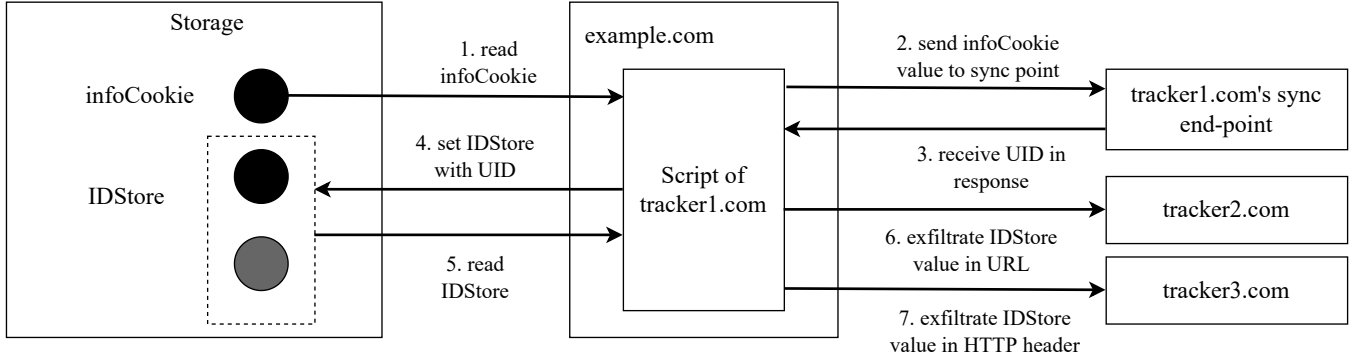 Storage
infoCookie
IDStore
1. read
infoCookie
4. set IDStore
with UID
5. read
IDStore
example.com
Script of
tracker1.com
2. send infoCookie
value to sync point
3. receive UID in
response
6. exfiltrate IDStore
value in URL
7. exfiltrate IDStore
value in HTTP header
tracker1.com's sync
end-point
tracker2.com
tracker3.com